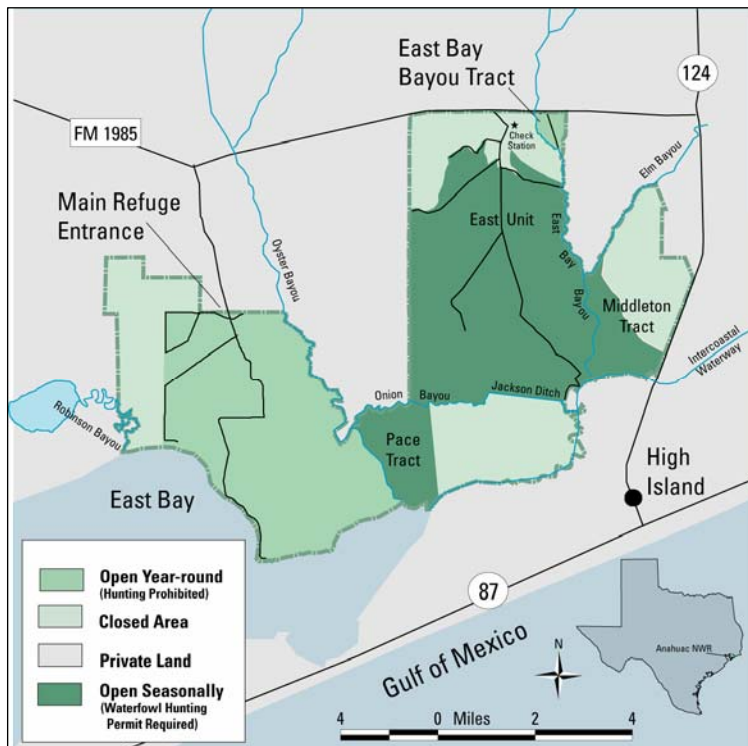 East Bay
Bayou Tract
124
FM 1985
Check
Station
Elm Bayou
Main Refuge
Entrance
East Unit
East Bay Bayou
Oyster Bayou
Middleton
Tract
Intercoastal
Waterway
Onion Bayou
Jackson Ditch
Robinson Bayou
Pace
Tract
High
Island
East Bay
Open Year-round
(Hunting Prohibited)
Closed Area
Private Land
Open Seasonally
(Waterfowl Hunting
Permit Required)
87
Gulf of Mexico
N
Anahuac NWR
4 0 Miles 2 4